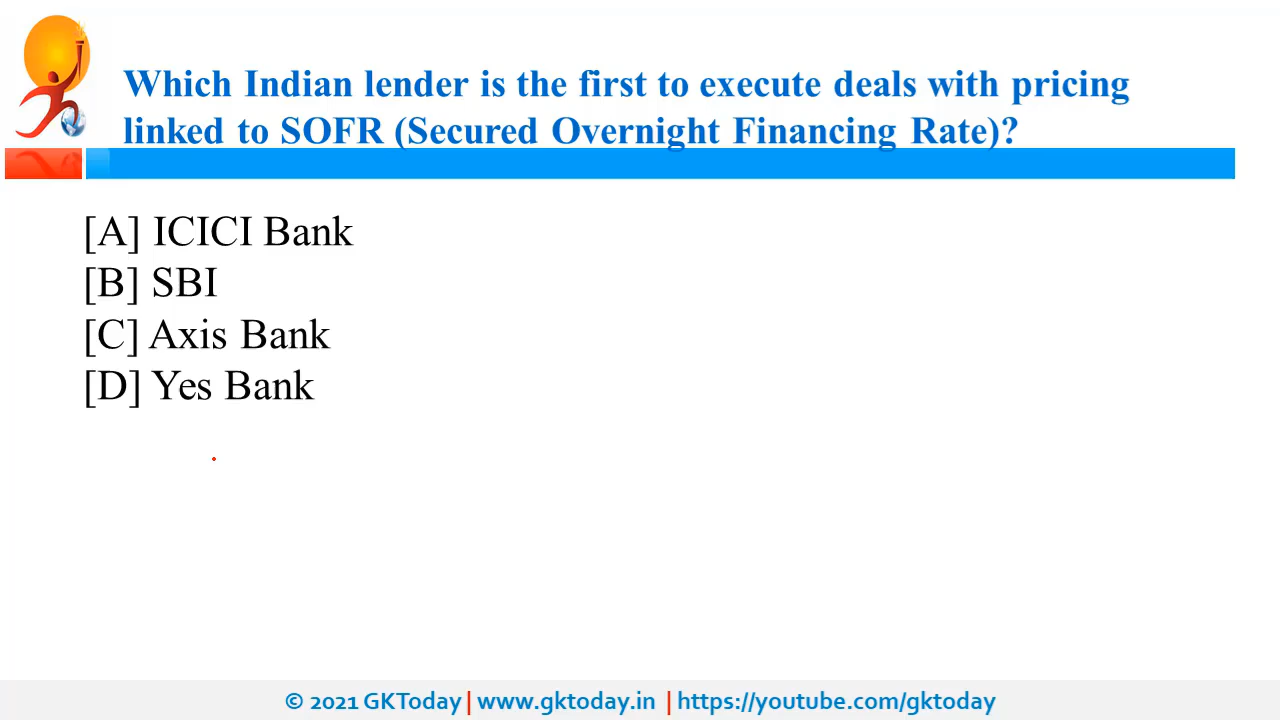 Which Indian lender is the first to execute deals with pricing
linked to SOFR (Secured Overnight Financing Rate)?
[A] ICICI Bank
[B] SBI
[C] Axis Bank
[D] Yes Bank
© 2021 GKToday | www.gktoday.in | https://youtube.com/gktoday